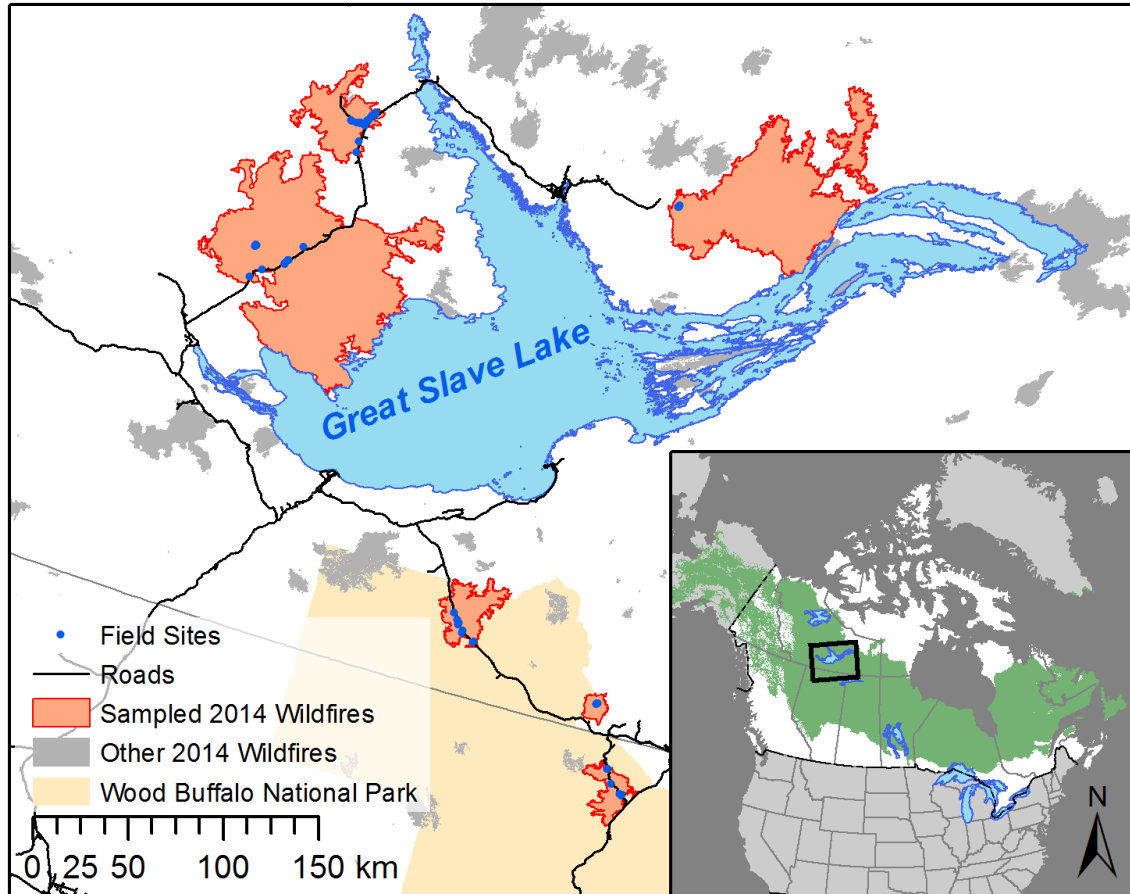 Great Slave Lake
Field Sites
Roads
Sampled 2014 Wildfires
Other 2014 Wildfires
Wood Buffalo National Park
0 25 50 100 150 km
N